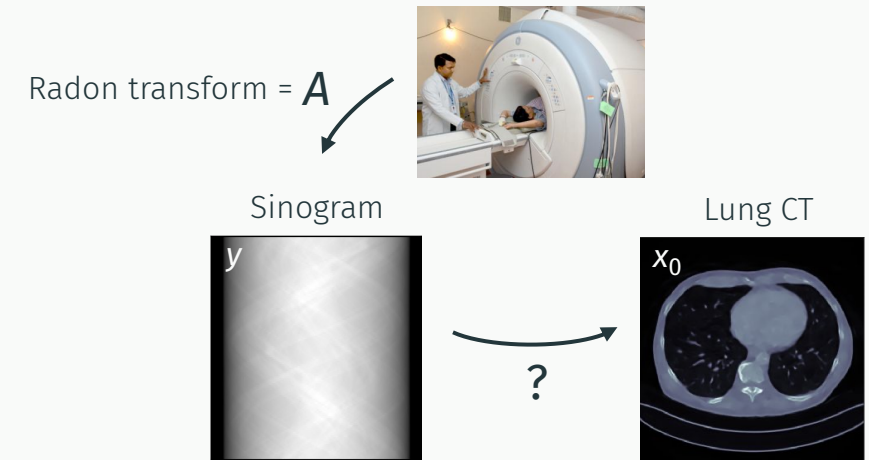 Radon transform = A
Sinogram
Lung CT
y
x₀
?